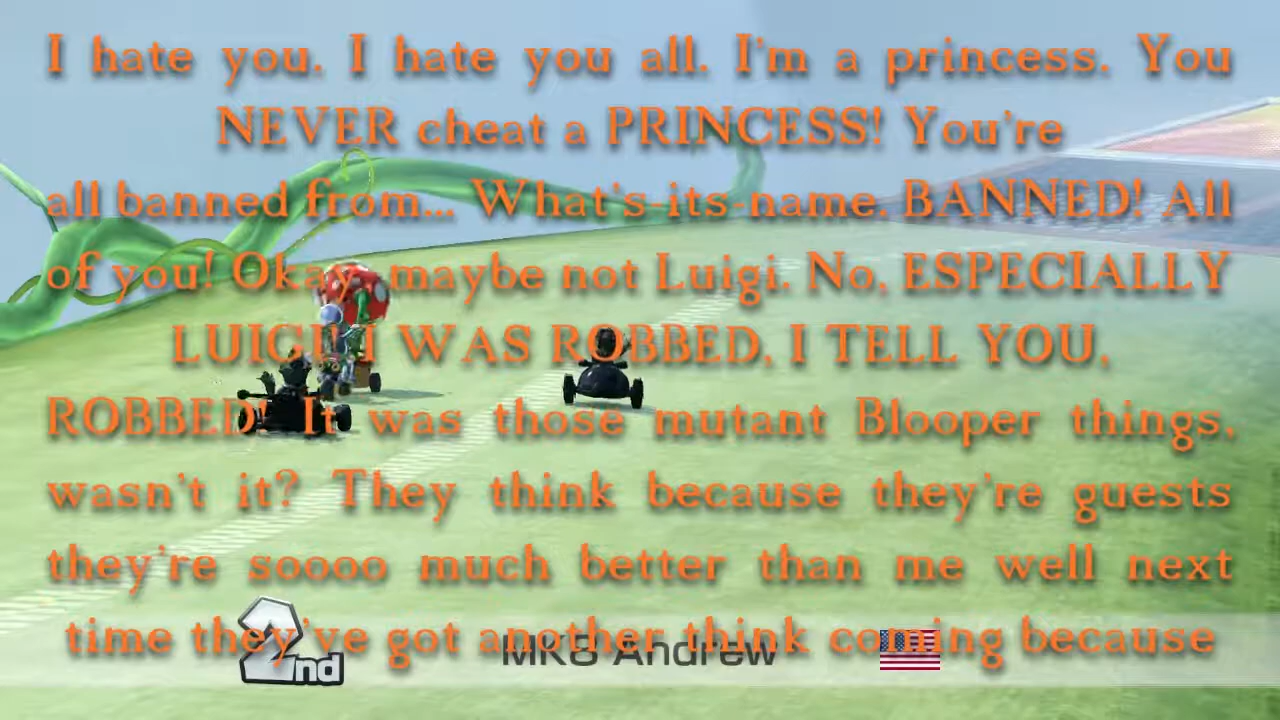 I hate you. I hate you all. I'm a princess. You
NEVER cheat a PRINCESS! You're
all banned from... What's-its-name. BANNED! All
of you! Okay, maybe not Luigi. No, ESPECIALLY
LUIGI! I WAS ROBBED, I TELL YOU,
ROBBED! It was those mutant Blooper things,
wasn't it? They think because they're guests
they're soooo much better than me well next
time they've got another think coming because
2nd MK8 Andrew